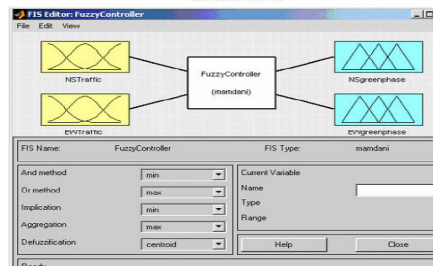 FIS Editor: FuzzyController
File Edit View
NSTraffic
FuzzyController
(mamdani)
NSgreenphase
EWTraffic
EWgreenphase
FIS Name: FuzzyController FIS Type: mamdani
And method min
Or method max
Implication min
Aggregation max
Defuzzification centroid
Current Variable
Name
Type
Range
Help Close
Ready